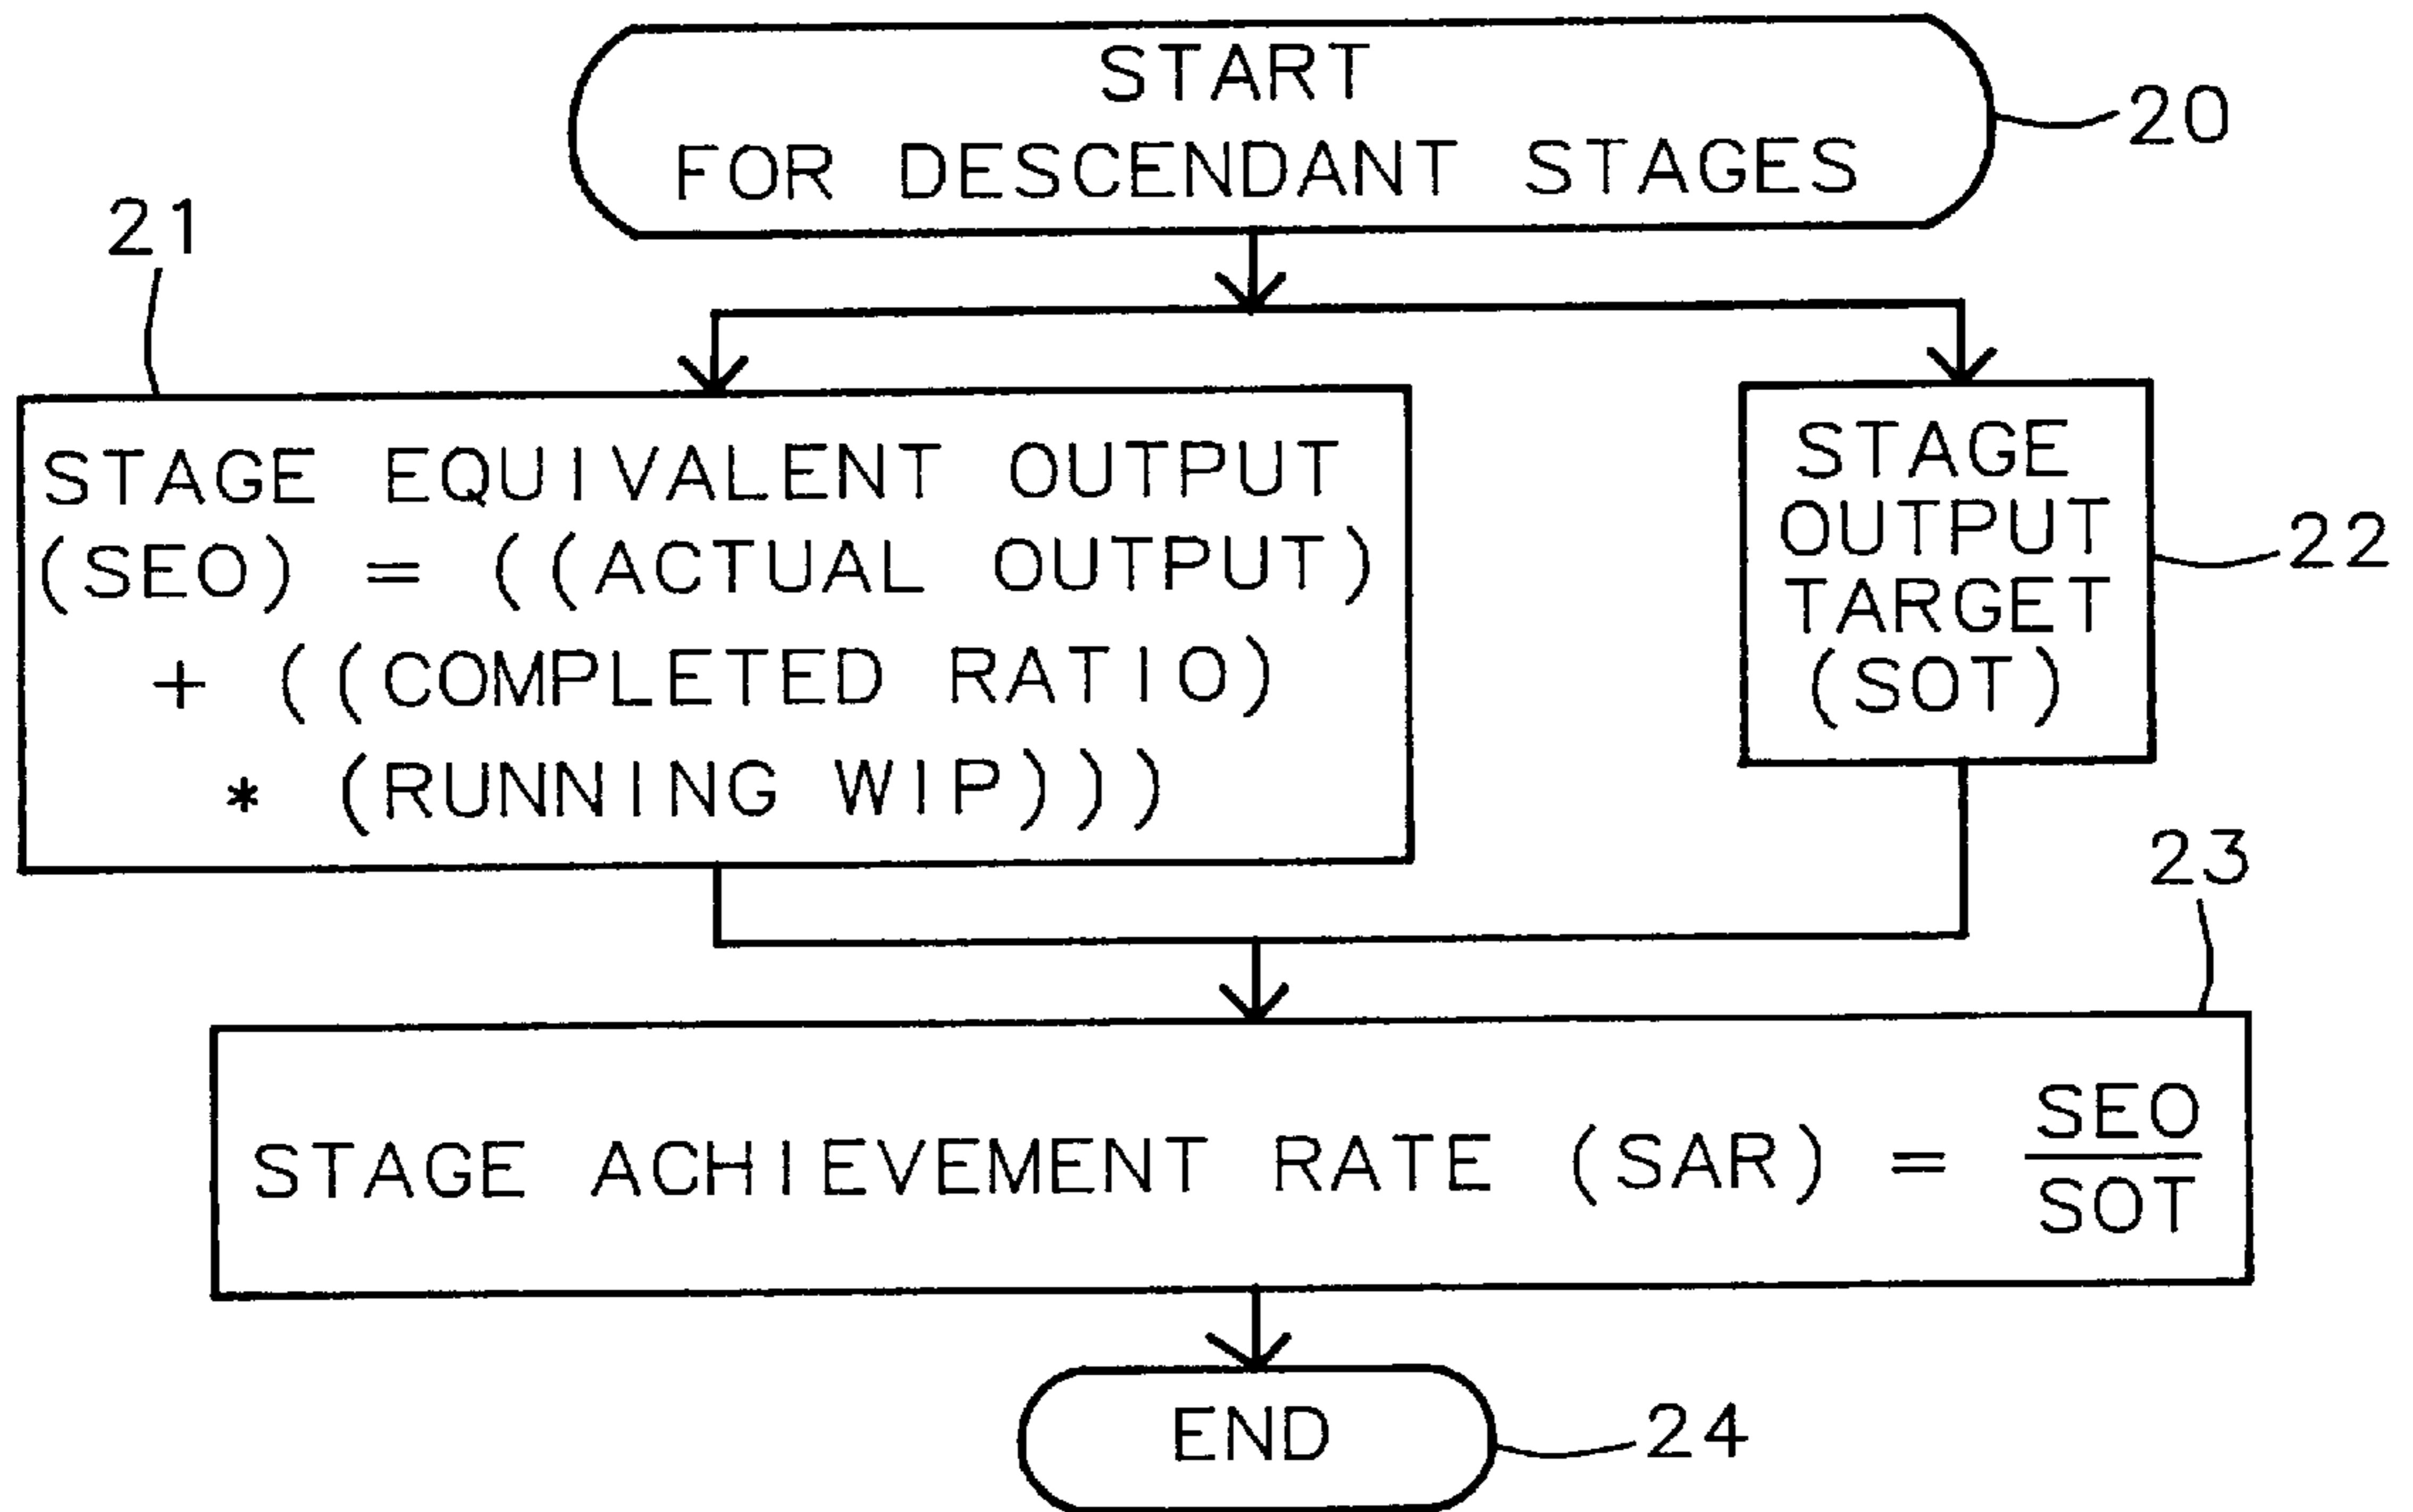 START
FOR DESCENDANT STAGES
20
21
STAGE EQUIVALENT OUTPUT
(SEO) = ((ACTUAL OUTPUT)
+ ((COMPLETED RATIO)
* (RUNNING WIP)))
STAGE
OUTPUT
TARGET
(SOT)
22
23
STAGE ACHIEVEMENT RATE (SAR) =
SEO
SOT
END
24